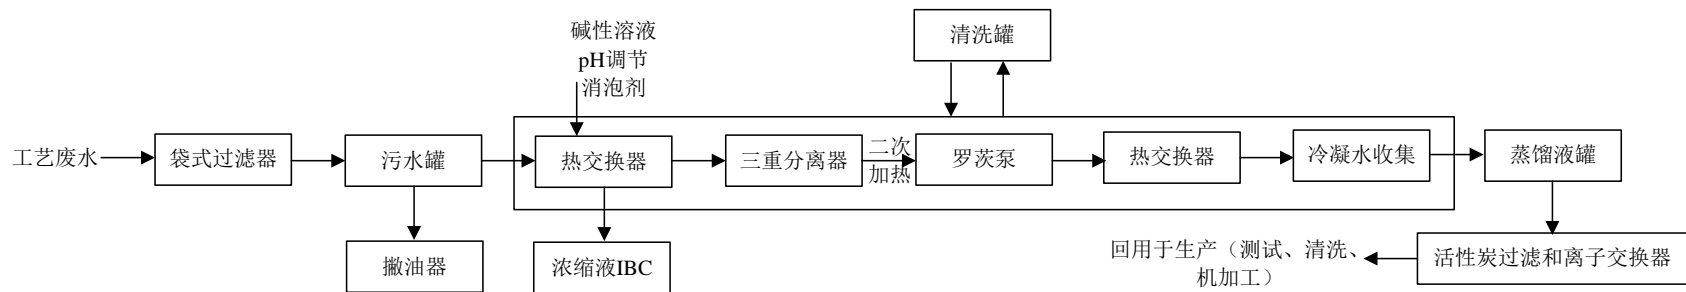 碱性溶液
pH调节
消泡剂
清洗罐
工艺废水
袋式过滤器
污水罐
热交换器
三重分离器
二次
加热
罗茨泵
热交换器
冷凝水收集
蒸馏液罐
撇油器
浓缩液IBC
回用于生产（测试、清洗、
机加工）
活性炭过滤和离子交换器